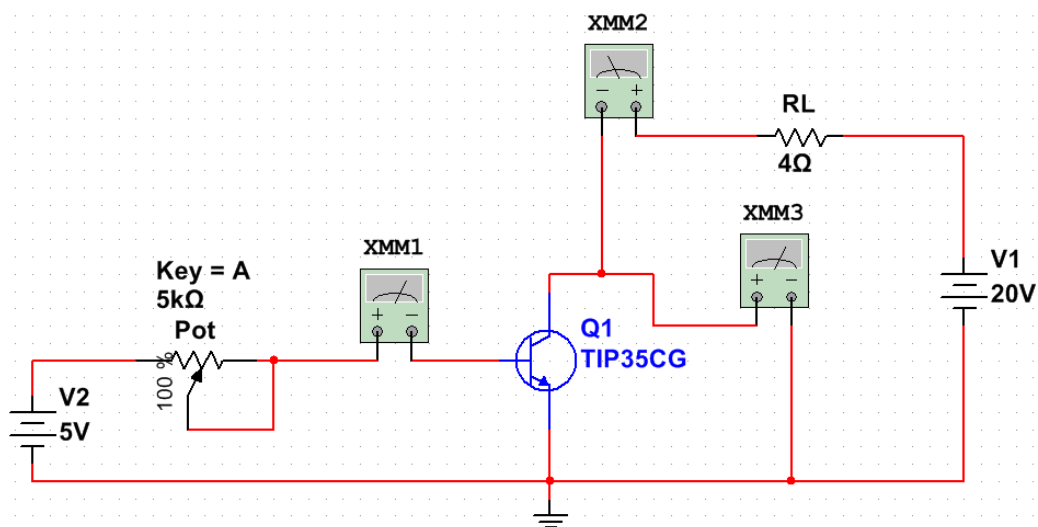 XMM2
RL
4Ω
XMM3
XMM1
V1
20V
Key = A
5kΩ
Pot
100 %
Q1
TIP35CG
V2
5V